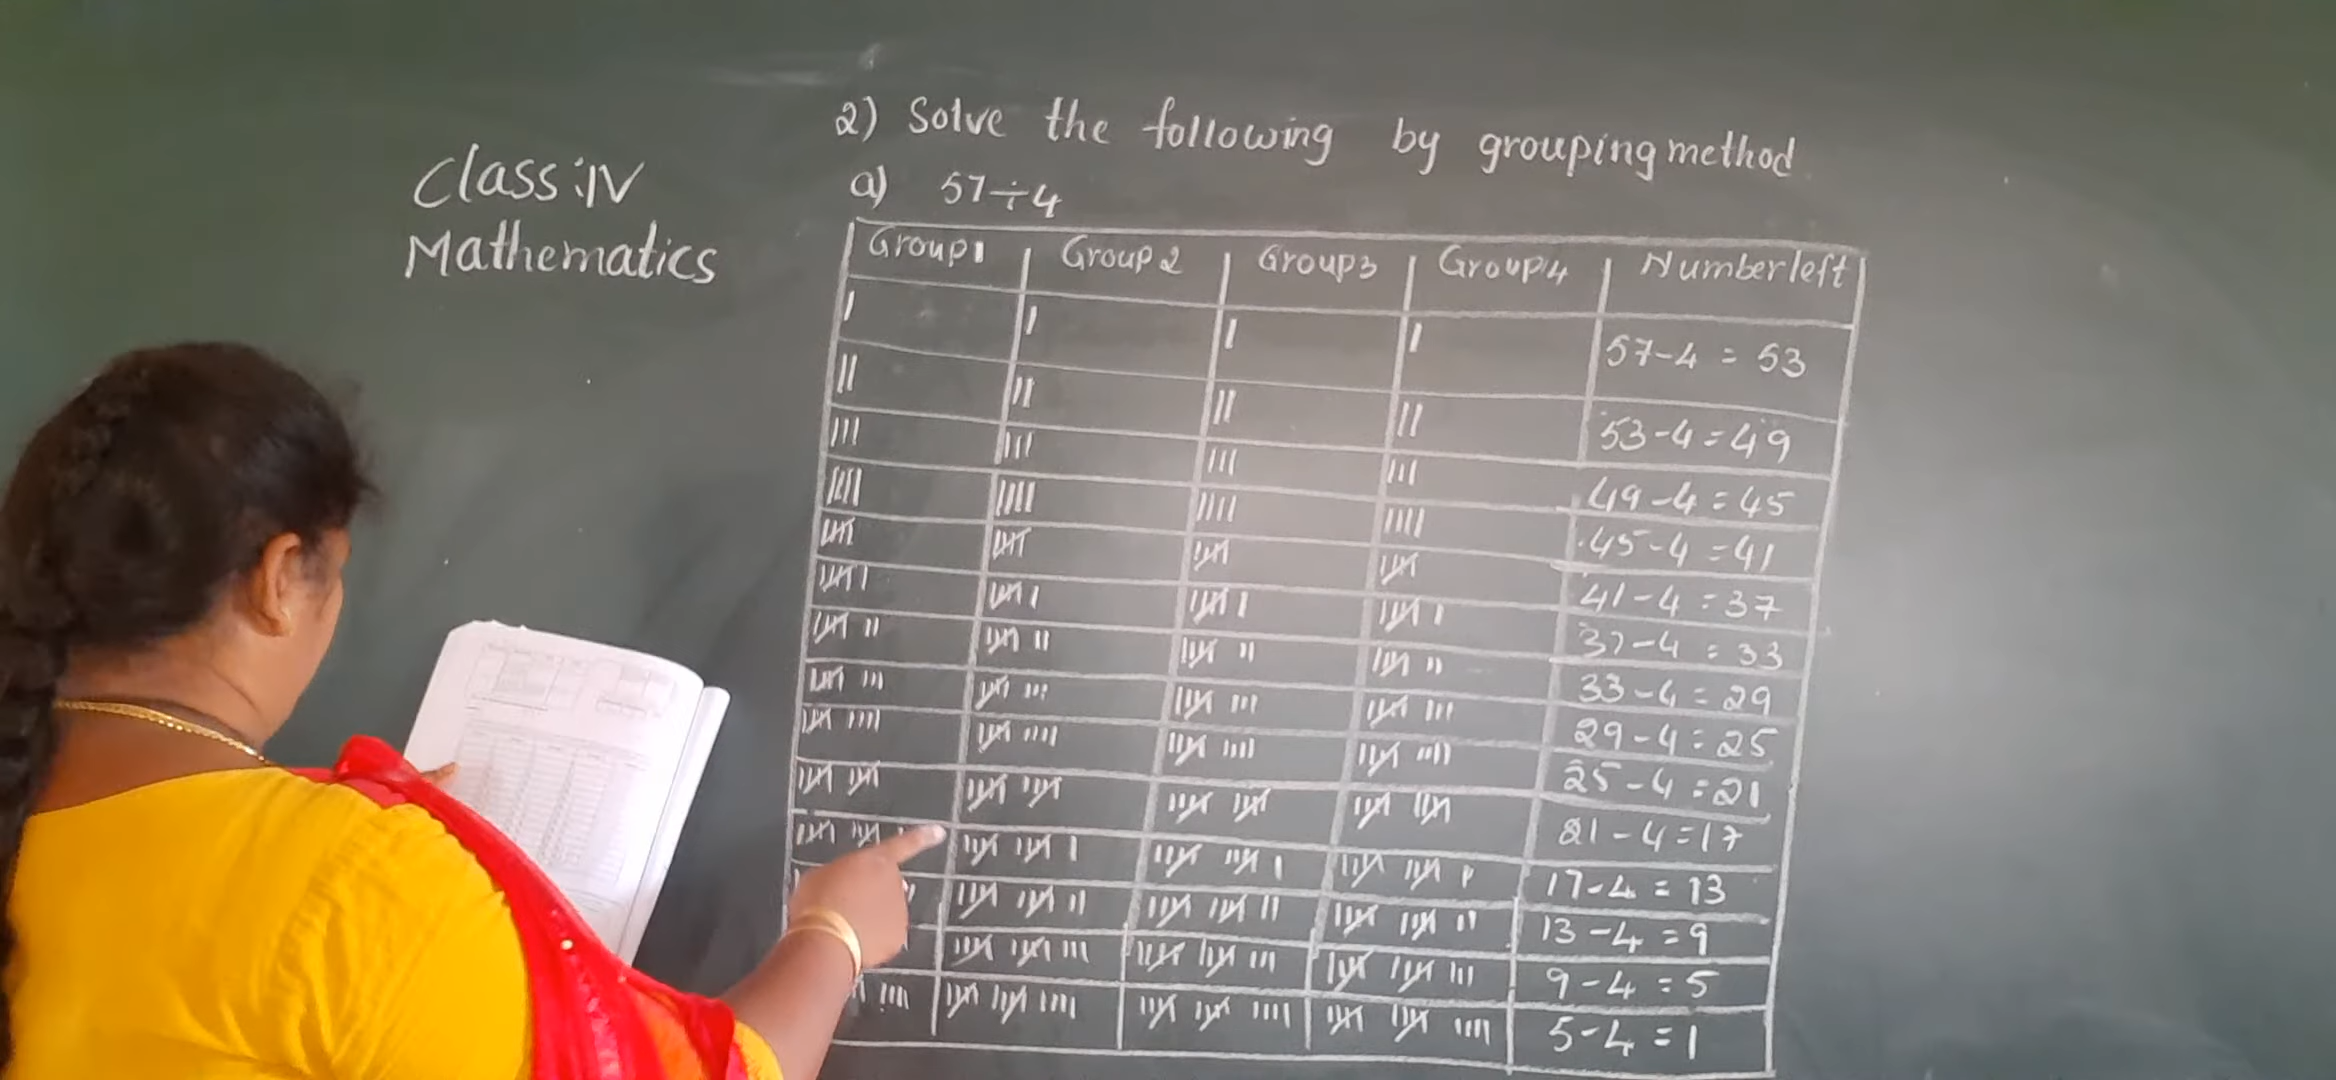 Class: IV
Mathematics
2) Solve the following by grouping method
a) 57÷4
Group1 Group2 Group3 Group4 Number left
57-4 = 53
53-4=49
49-4=45
45-4=41
41-4=37
37-4=33
33-4=29
29-4=25
25-4=21
21-4=17
17-4=13
13-4=9
9-4=5
5-4=1